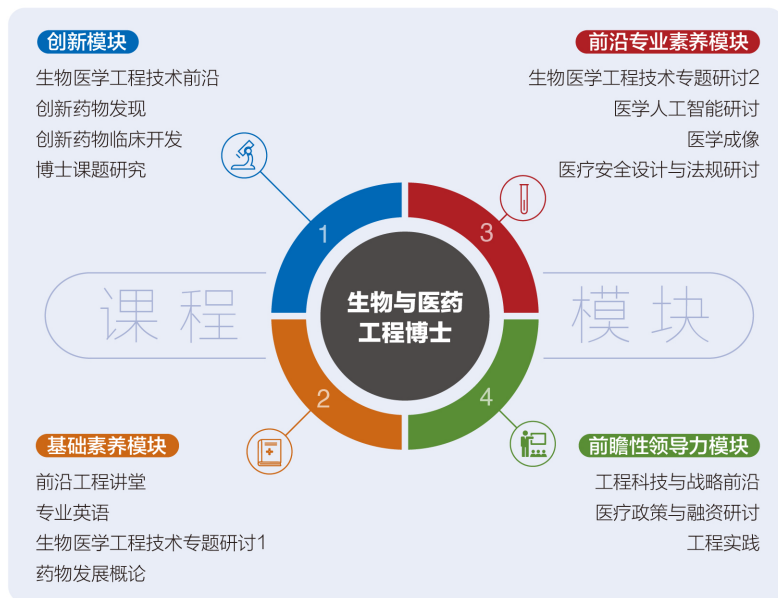 创新模块
生物医学工程技术前沿
创新药物发现
创新药物临床开发
博士课题研究
前沿专业素养模块
生物医学工程技术专题研讨2
医学人工智能研讨
医学成像
医疗安全设计与法规研讨
1
3
课程
生物与医药
工程博士
模块
2
4
基础素养模块
前沿工程讲堂
专业英语
生物医学工程技术专题研讨1
药物发展概论
前瞻性领导力模块
工程科技与战略前沿
医疗政策与融资研讨
工程实践